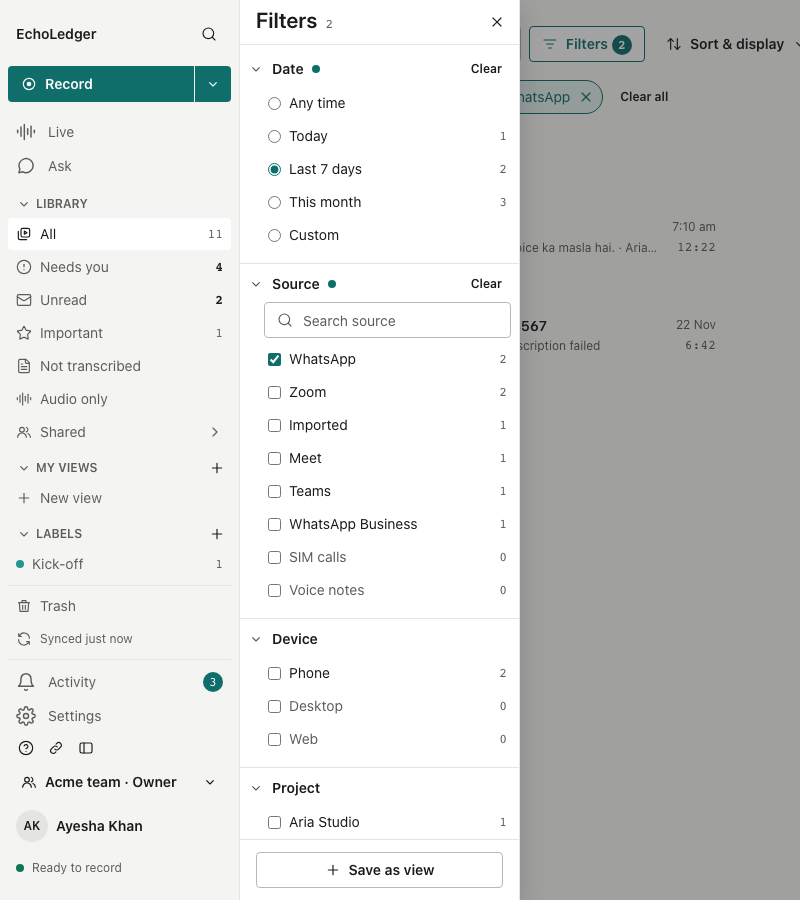 EchoLedger
Record
Live
Ask
LIBRARY
All 11
Needs you 4
Unread 2
Important 1
Not transcribed
Audio only
Shared
MY VIEWS
New view
LABELS
Kick-off 1
Trash
Synced just now
Activity 3
Settings
Acme team · Owner
AK Ayesha Khan
Ready to record
Filters 2
Date Clear
Any time
Today 1
Last 7 days 2
This month 3
Custom
Source Clear
Search source
WhatsApp 2
Zoom 2
Imported 1
Meet 1
Teams 1
WhatsApp Business 1
SIM calls 0
Voice notes 0
Device
Phone 2
Desktop 0
Web 0
Project
Aria Studio 1
Save as view
Filters 2 Sort & display
Clear all
7:10 am
ka masla hai. · Aria... 12:22
567 22 Nov
failed 6:42